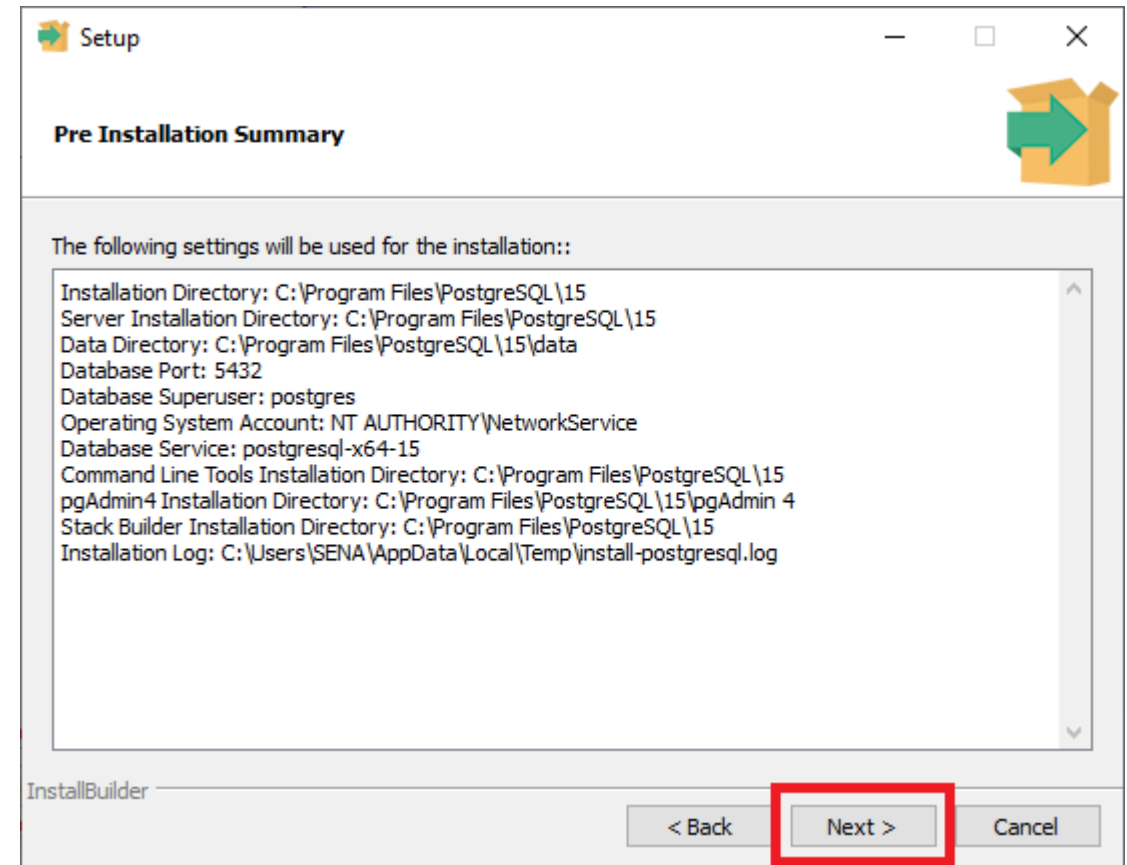 Setup
Pre Installation Summary
The following settings will be used for the installation::
Installation Directory: C:\Program Files\PostgreSQL\15
Server Installation Directory: C:\Program Files\PostgreSQL\15
Data Directory: C:\Program Files\PostgreSQL\15\data
Database Port: 5432
Database Superuser: postgres
Operating System Account: NT AUTHORITY\NetworkService
Database Service: postgresql-x64-15
Command Line Tools Installation Directory: C:\Program Files\PostgreSQL\15
pgAdmin4 Installation Directory: C:\Program Files\PostgreSQL\15\pgAdmin 4
Stack Builder Installation Directory: C:\Program Files\PostgreSQL\15
Installation Log: C:\Users\SENA\AppData\Local\Temp\install-postgresql.log
InstallBuilder
< Back Next > Cancel